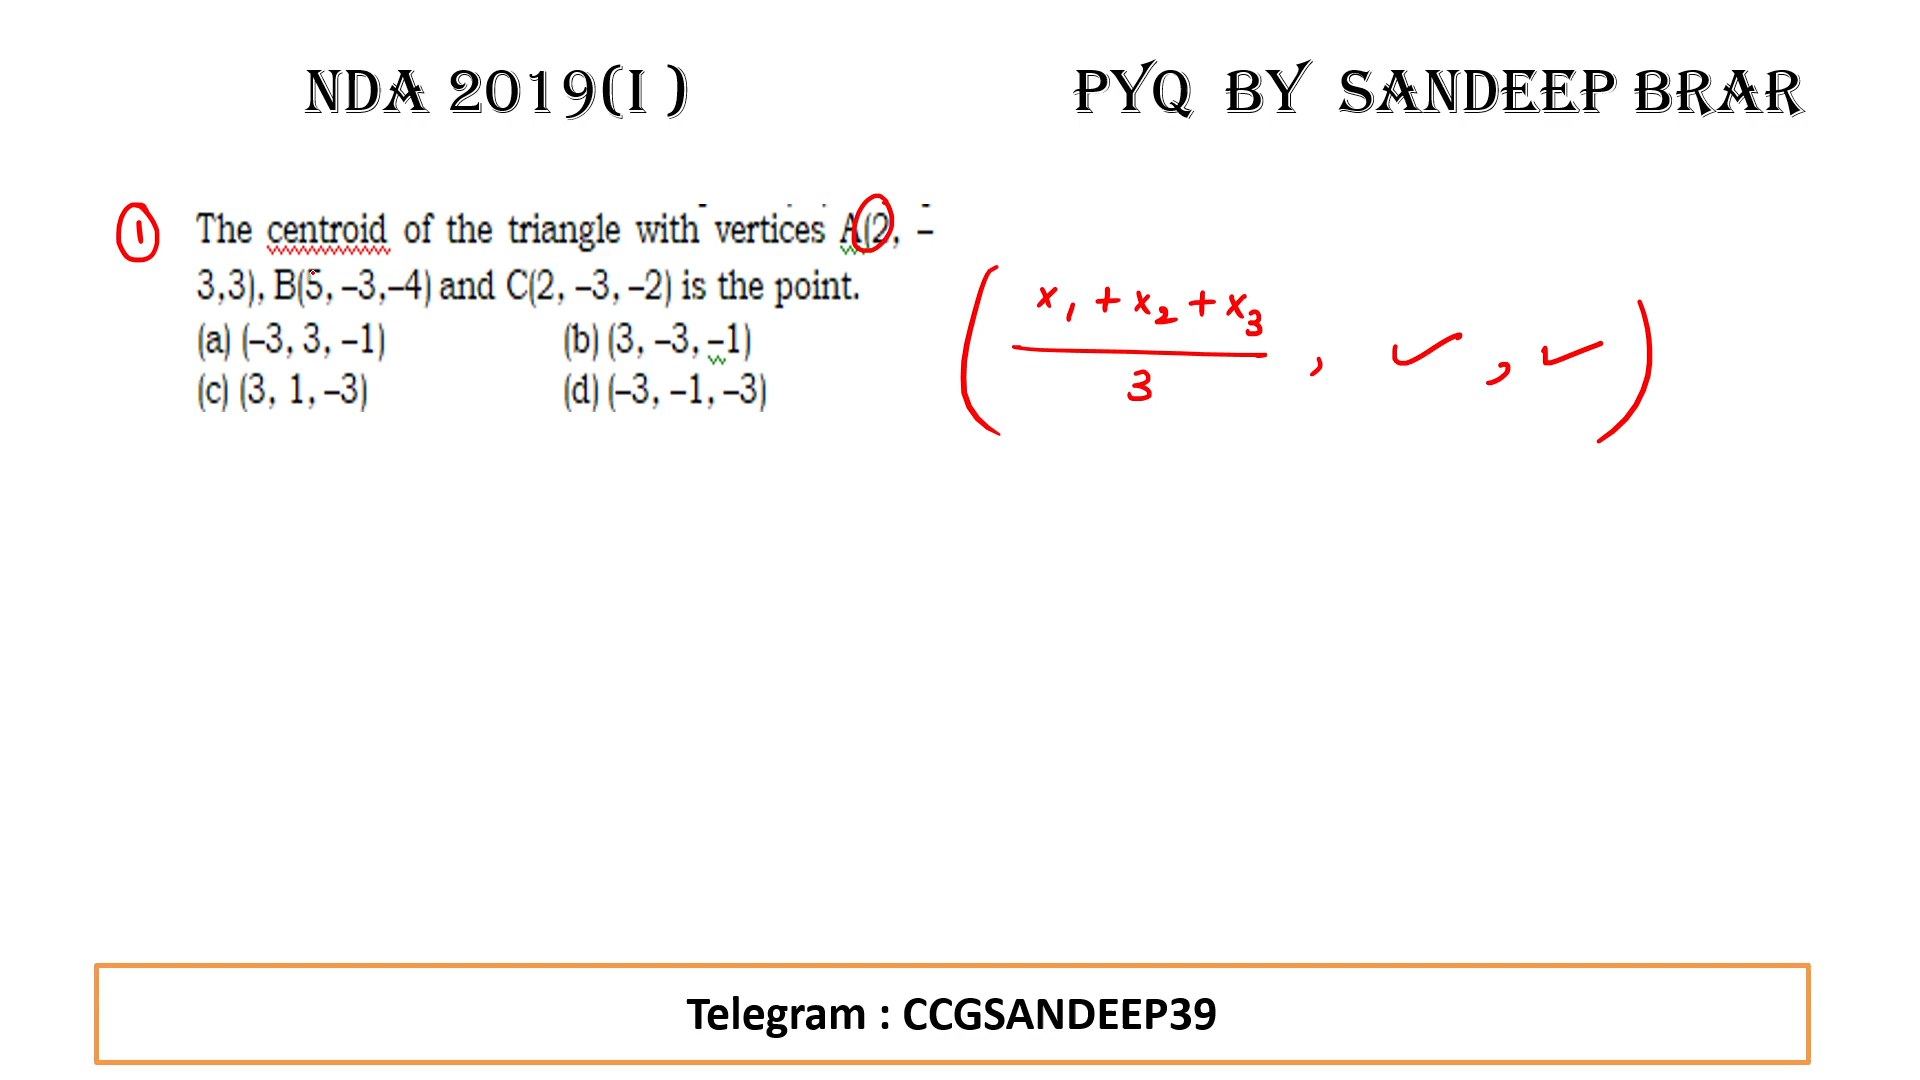 NDA 2019(I )
PYQ BY SANDEEP BRAR
1 The centroid of the triangle with vertices A(2, –
3,3), B(5, –3,–4) and C(2, –3, –2) is the point.
(a) (–3, 3, –1) (b) (3, –3, –1)
(c) (3, 1, –3) (d) (–3, –1, –3)
( x₁ + x₂ + x₃ / 3 , ✓ , ✓ )
Telegram : CCGSANDEEP39